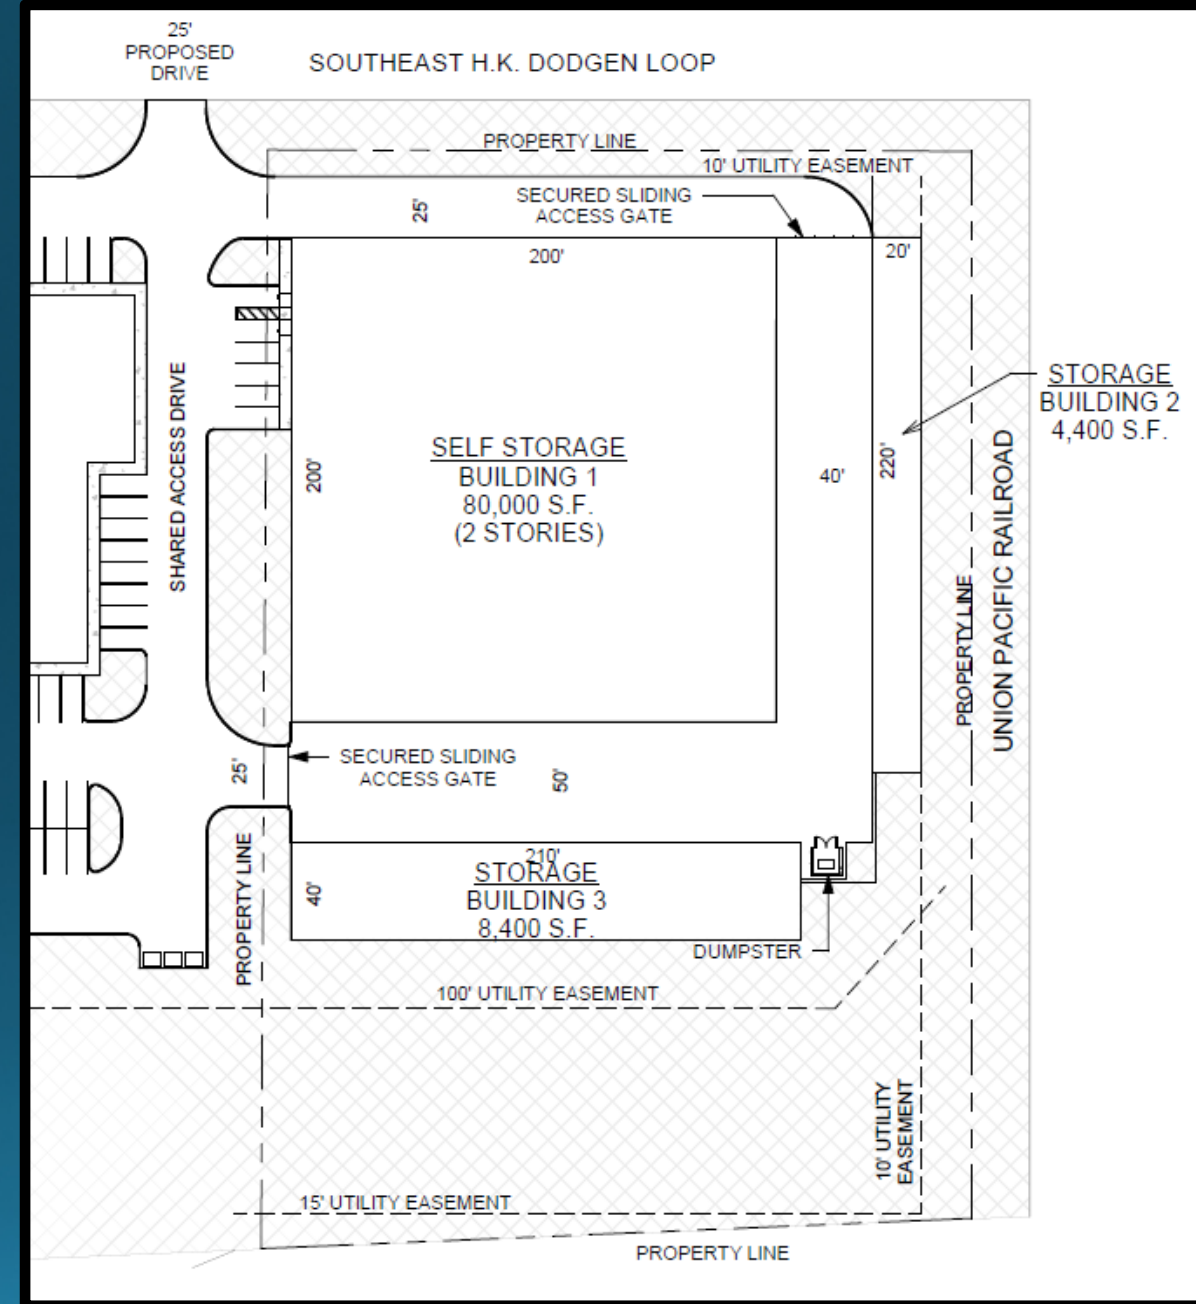 25'
PROPOSED
DRIVE
SOUTHEAST H.K. DODGEN LOOP
PROPERTY LINE
10' UTILITY EASEMENT
SECURED SLIDING
ACCESS GATE
25'
200'
20'
STORAGE
BUILDING 2
4,400 S.F.
SHARED ACCESS DRIVE
200'
SELF STORAGE
BUILDING 1
80,000 S.F.
(2 STORIES)
40'
220'
UNION PACIFIC RAILROAD
PROPERTY LINE
SECURED SLIDING
ACCESS GATE
25'
50'
PROPERTY LINE
210'
STORAGE
BUILDING 3
8,400 S.F.
40'
DUMPSTER
100' UTILITY EASEMENT
10' UTILITY
EASEMENT
15' UTILITY EASEMENT
PROPERTY LINE